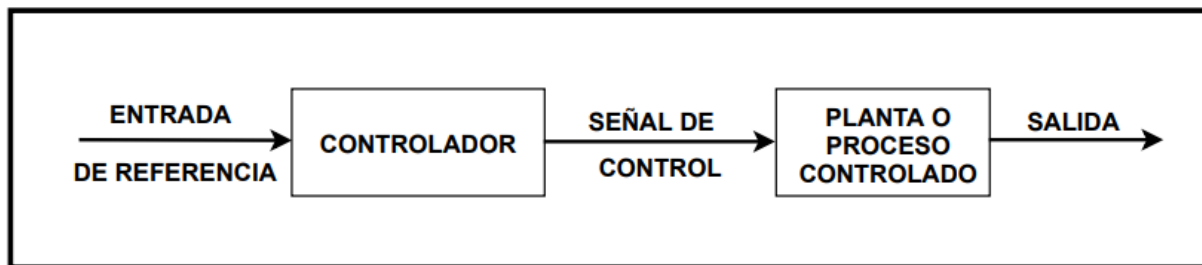 ENTRADA
DE REFERENCIA
CONTROLADOR
SEÑAL DE
CONTROL
PLANTA O
PROCESO
CONTROLADO
SALIDA